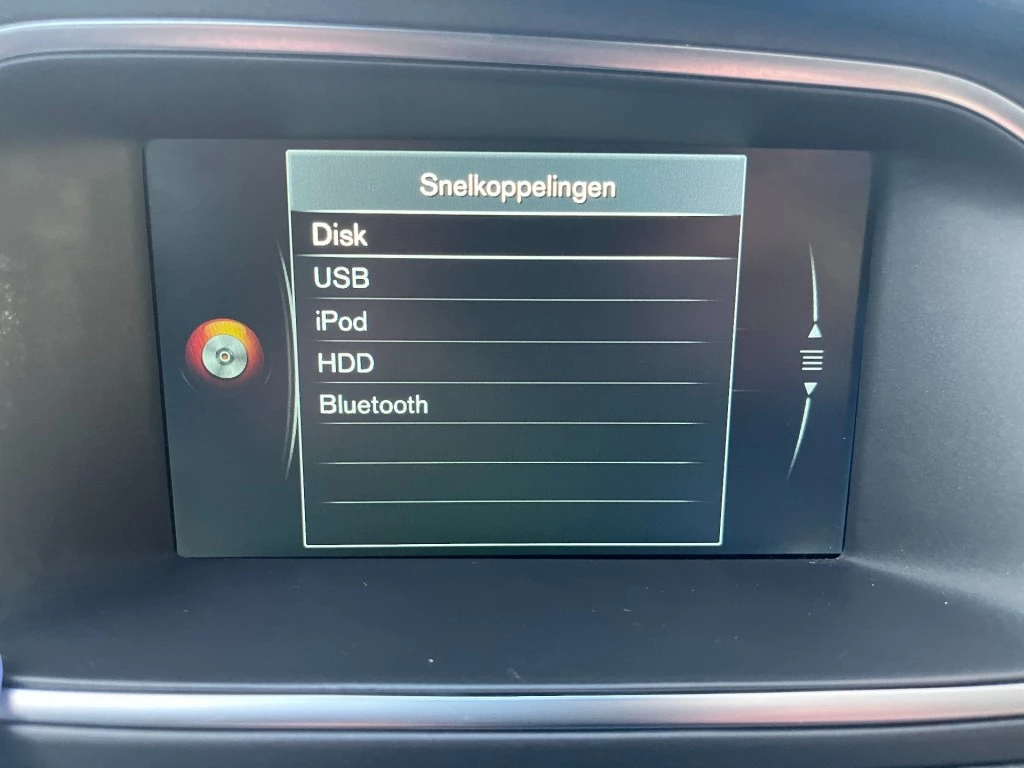 Snelkoppelingen
Disk
USB
iPod
HDD
Bluetooth